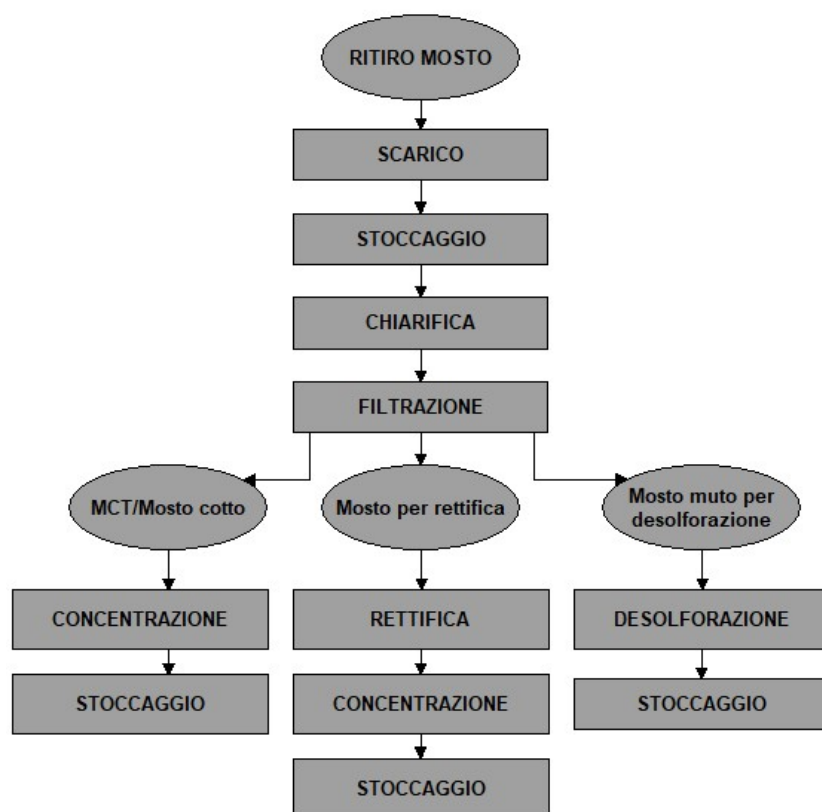 RITIRO MOSTO
SCARICO
STOCCAGGIO
CHIARIFICA
FILTRAZIONE
MCT/Mosto cotto
Mosto per rettifica
Mosto muto per
desolforazione
CONCENTRAZIONE
RETTIFICA
DESOLFORAZIONE
STOCCAGGIO
CONCENTRAZIONE
STOCCAGGIO
STOCCAGGIO